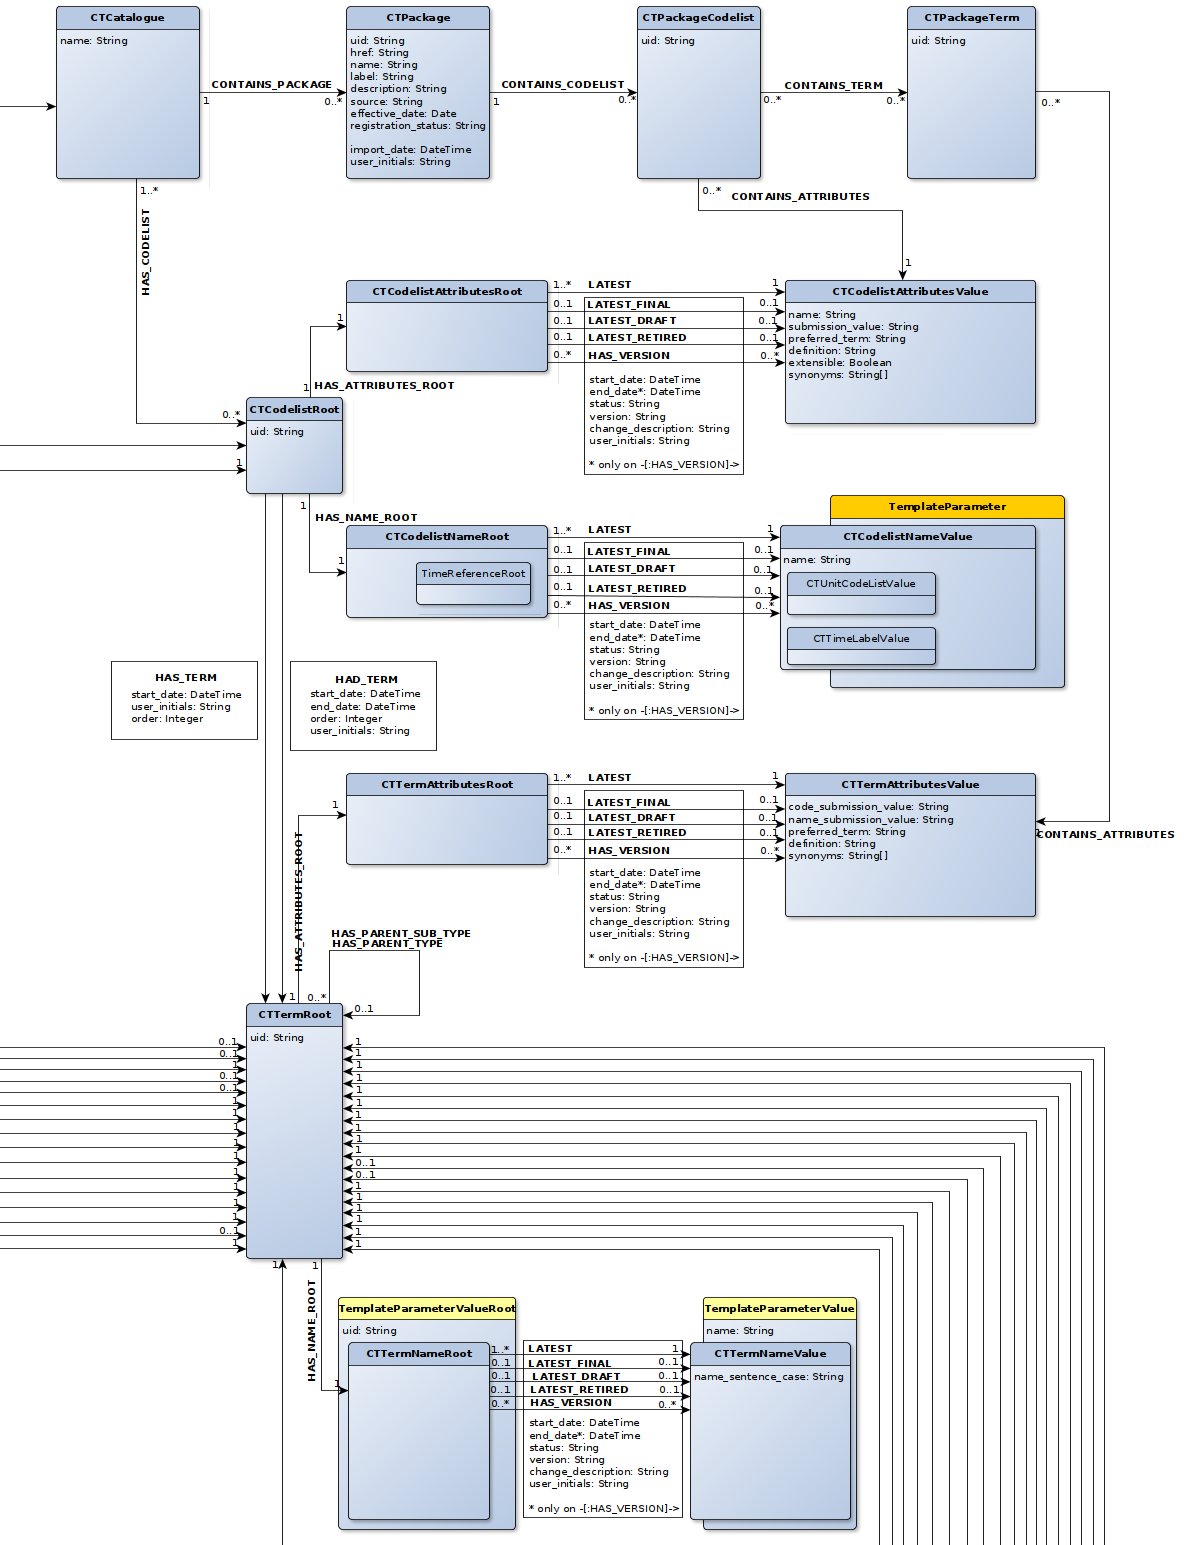 CTCatalogue
name: String
CTPackage
uid: String
href: String
name: String
label: String
description: String
source: String
effective_date: Date
registration_status: String
import_date: DateTime
user_initials: String
CTPackageCodelist
uid: String
CTPackageTerm
uid: String
CONTAINS_PACKAGE
1
0..*
CONTAINS_CODELIST
1
0..*
CONTAINS_TERM
0..*
0..*
0..*
1..*
HAS_CODELIST
0..*
CONTAINS_ATTRIBUTES
0..*
1
CTCodelistAttributesRoot
1..* LATEST 1
0..1 LATEST_FINAL 0..1
0..1 LATEST_DRAFT 0..1
0..1 LATEST_RETIRED 0..1
0..* HAS_VERSION 0..*
start_date: DateTime
end_date*: DateTime
status: String
version: String
change_description: String
user_initials: String
* only on -[:HAS_VERSION]->
CTCodelistAttributesValue
name: String
submission_value: String
preferred_term: String
definition: String
extensible: Boolean
synonyms: String[]
1
1 HAS_ATTRIBUTES_ROOT
CTCodelistRoot
uid: String
1
1
HAS_NAME_ROOT
1
CTCodelistNameRoot
TimeReferenceRoot
1..* LATEST 1
0..1 LATEST_FINAL 0..1
0..1 LATEST_DRAFT 0..1
0..1 LATEST_RETIRED 0..1
0..* HAS_VERSION 0..*
start_date: DateTime
end_date*: DateTime
status: String
version: String
change_description: String
user_initials: String
* only on -[:HAS_VERSION]->
TemplateParameter
CTCodelistNameValue
name: String
CTUnitCodeListValue
CTTimeLabelValue
HAS_TERM
start_date: DateTime
user_initials: String
order: Integer
HAD_TERM
start_date: DateTime
end_date: DateTime
order: Integer
user_initials: String
CTTermAttributesRoot
1..* LATEST 1
0..1 LATEST_FINAL 0..1
0..1 LATEST_DRAFT 0..1
0..1 LATEST_RETIRED 0..1
0..* HAS_VERSION 0..*
start_date: DateTime
end_date*: DateTime
status: String
version: String
change_description: String
user_initials: String
* only on -[:HAS_VERSION]->
CTTermAttributesValue
code_submission_value: String
name_submission_value: String
preferred_term: String
definition: String
synonyms: String[]
CONTAINS_ATTRIBUTES
1
HAS_ATTRIBUTES_ROOT
HAS_PARENT_SUB_TYPE
HAS_PARENT_TYPE
1
0..*
0..1
CTTermRoot
uid: String
0..1
0..1
1
0..1
0..1
1
1
1
1
1
1
1
1
1
0..1
1
1
1
1
1
1
1
1
1
1
1
0..1
0..1
1
1
1
1
1
1
1
1
HAS_NAME_ROOT
1
TemplateParameterValueRoot
uid: String
CTTermNameRoot
1..* LATEST 1
0..1 LATEST_FINAL 0..1
0..1 LATEST_DRAFT 0..1
0..1 LATEST_RETIRED 0..1
0..* HAS_VERSION 0..*
start_date: DateTime
end_date*: DateTime
status: String
version: String
change_description: String
user_initials: String
* only on -[:HAS_VERSION]->
TemplateParameterValue
name: String
CTTermNameValue
name_sentence_case: String